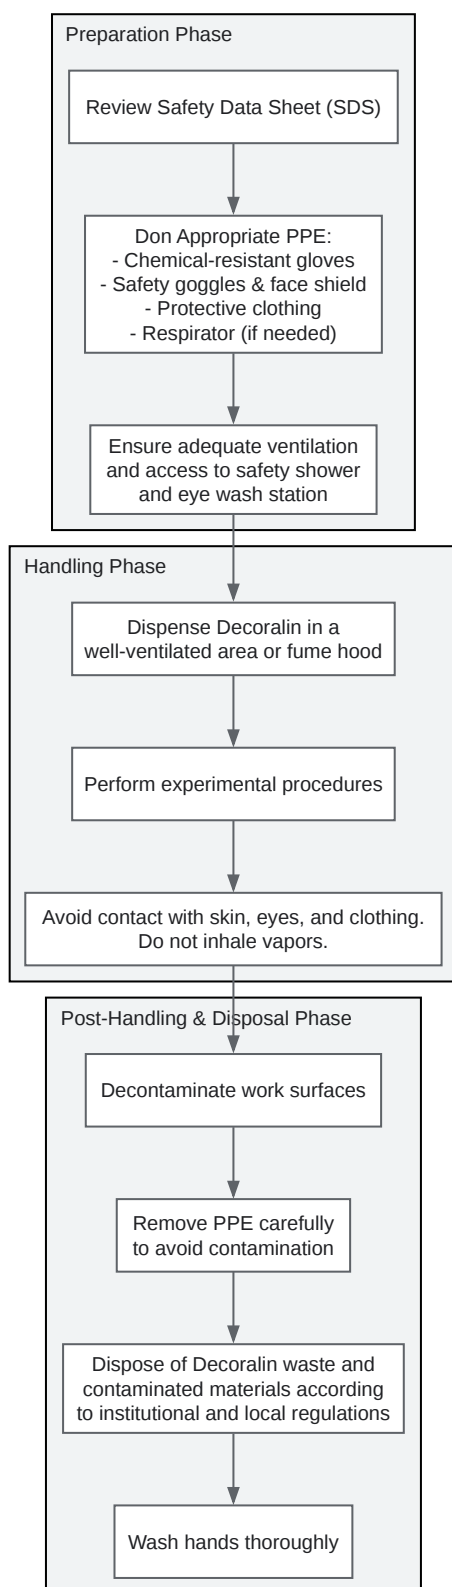 Preparation Phase
Review Safety Data Sheet (SDS)
Don Appropriate PPE:
- Chemical-resistant gloves
- Safety goggles & face shield
- Protective clothing
- Respirator (if needed)
Ensure adequate ventilation
and access to safety shower
and eye wash station
Handling Phase
Dispense Decoralin in a
well-ventilated area or fume hood
Perform experimental procedures
Avoid contact with skin, eyes, and clothing.
Do not inhale vapors.
Post-Handling & Disposal Phase
Decontaminate work surfaces
Remove PPE carefully
to avoid contamination
Dispose of Decoralin waste and
contaminated materials according
to institutional and local regulations
Wash hands thoroughly